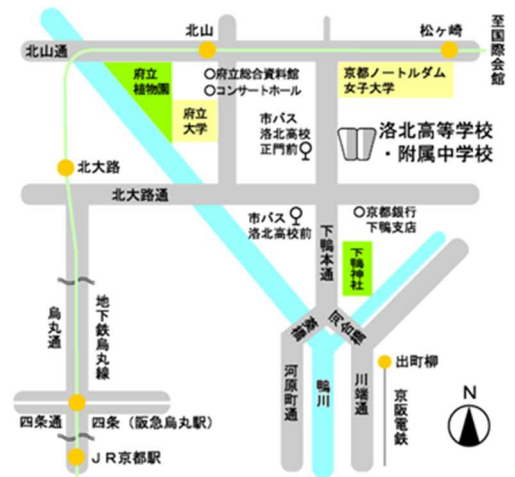 北山
松ヶ崎
至国際会館
北山通
府立
植物園
府立総合資料館
コンサートホール
京都ノートルダム
女子大学
府立
大学
市バス
洛北高校
正門前
洛北高等学校
・附属中学校
北大路
北大路通
市バス
洛北高校前
下鴨本通
京都銀行
下鴨支店
下鴨神社
烏丸通
地下鉄烏丸線
葵橋
河合橋
河原町通
鴨川
川端通
出町柳
京阪電鉄
N
四条通
四条(阪急烏丸駅)
JR京都駅